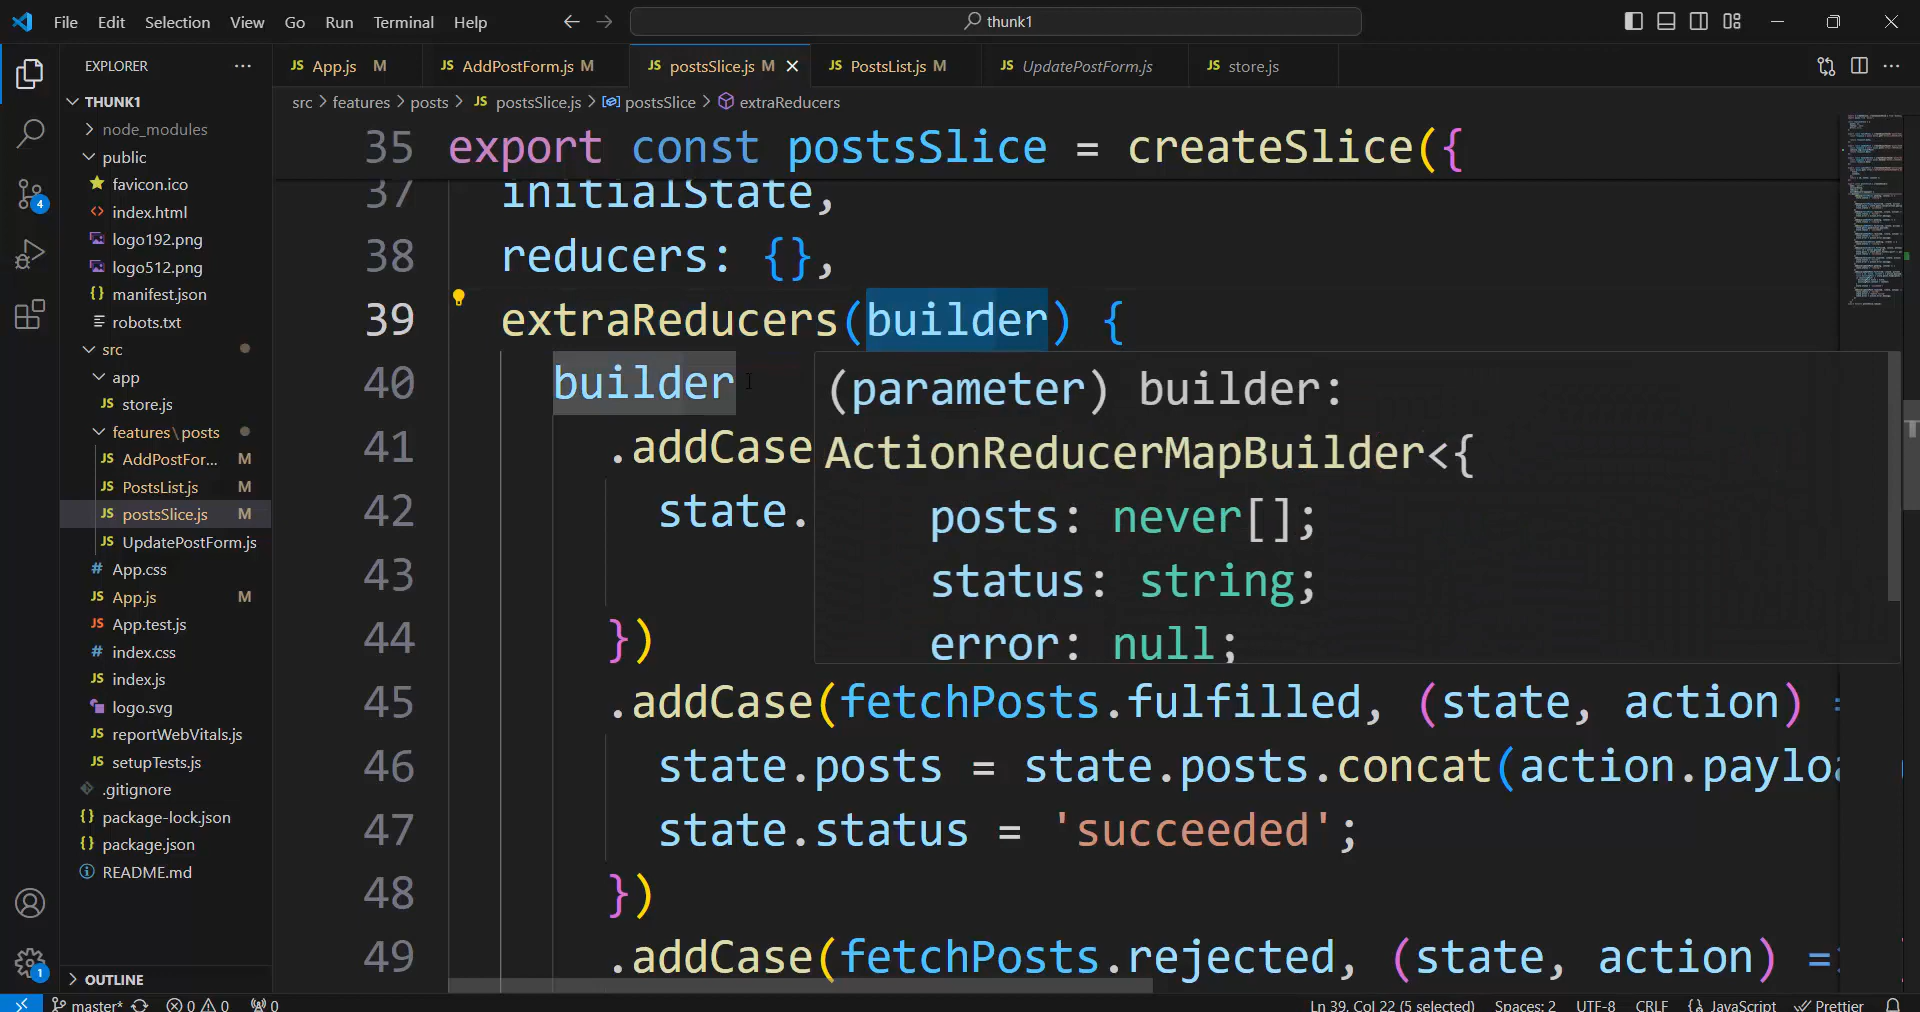 File Edit Selection View Go Run Terminal Help
thunk1
EXPLORER
THUNK1
node_modules
public
favicon.ico
index.html
logo192.png
logo512.png
manifest.json
robots.txt
src
app
store.js
features\posts
AddPostFor... M
PostsList.js M
postsSlice.js M
UpdatePostForm.js
App.css
App.js M
App.test.js
index.css
index.js
logo.svg
reportWebVitals.js
setupTests.js
.gitignore
package-lock.json
package.json
README.md
OUTLINE
4
1
JS App.js M JS AddPostForm.js M JS postsSlice.js M JS PostsList.js M JS UpdatePostForm.js JS store.js
src > features > posts > JS postsSlice.js > postsSlice > extraReducers
35 export const postsSlice = createSlice({
37 initialState,
38 reducers: {},
39 extraReducers(builder) {
40 builder
41 .addCase
42 state.
43
44 })
45 .addCase(fetchPosts.fulfilled, (state, action) =
46 state.posts = state.posts.concat(action.payloa
47 state.status = 'succeeded';
48 })
49 .addCase(fetchPosts.rejected, (state, action) =>
(parameter) builder:
ActionReducerMapBuilder<{
posts: never[];
status: string;
error: null;
master* 0 0 0 Ln 39, Col 22 (5 selected) Spaces: 2 UTF-8 CRLF {} JavaScript Prettier